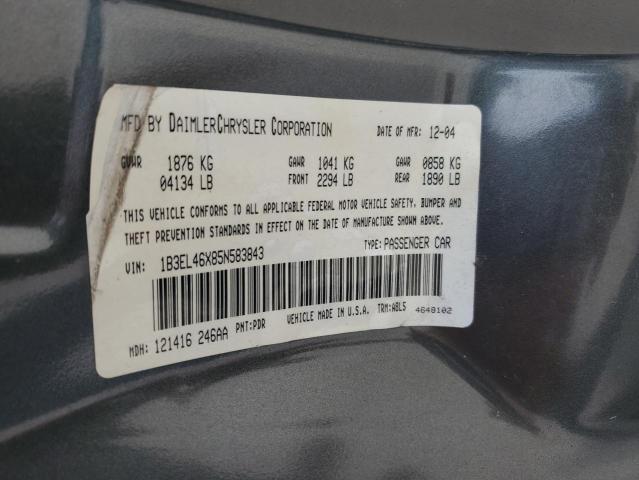 MFD BY DAIMLERCHRYSLER CORPORATION DATE OF MFR: 12-04
GVWR 1876 KG GAWR 1041 KG GAWR 0858 KG
04134 LB FRONT 2294 LB REAR 1890 LB
THIS VEHICLE CONFORMS TO ALL APPLICABLE FEDERAL MOTOR VEHICLE SAFETY, BUMPER AND
THEFT PREVENTION STANDARDS IN EFFECT ON THE DATE OF MANUFACTURE SHOWN ABOVE.
VIN: 1B3EL46X85N583843 TYPE: PASSENGER CAR
MDH: 121416 246AA PNT: PDR VEHICLE MADE IN U.S.A. TRM: ABL5 4648102